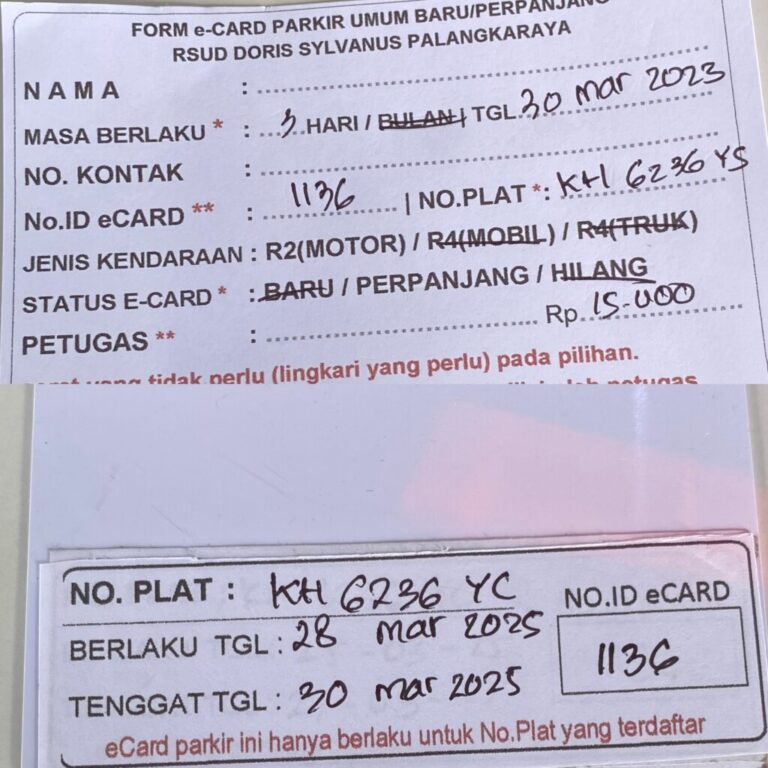 FORM e-CARD PARKIR UMUM BARU/PERPANJANG
RSUD DORIS SYLVANUS PALANGKARAYA
NAMA :
MASA BERLAKU * : 3 HARI / BULAN | TGL 30 mar 2023
NO. KONTAK :
No.ID eCARD ** : 1136 | NO.PLAT *: KH 6236 YS
JENIS KENDARAAN : R2(MOTOR) / R4(MOBIL) / R4(TRUK)
STATUS E-CARD * : BARU / PERPANJANG / HILANG
PETUGAS ** : Rp. 15.000
yang tidak perlu (lingkari yang perlu) pada pilihan.
petugas
NO. PLAT : KH 6236 YC
NO.ID eCARD
BERLAKU TGL : 28 mar 2025
1136
TENGGAT TGL : 30 mar 2025
eCard parkir ini hanya berlaku untuk No.Plat yang terdaftar